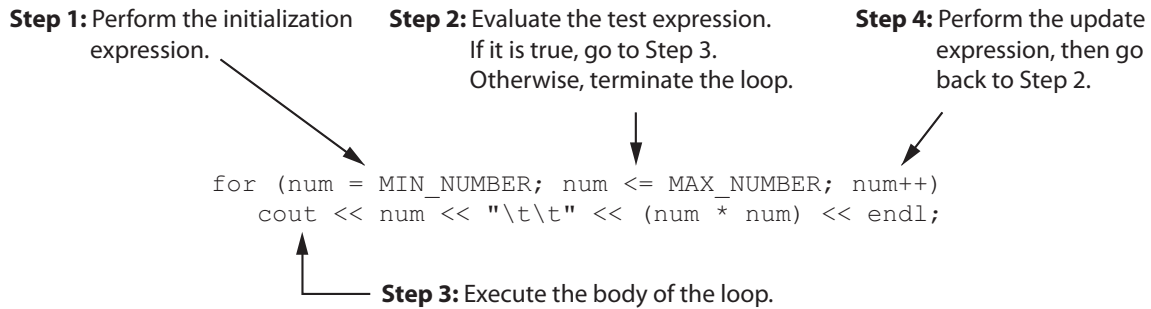 Step 1: Perform the initialization
expression.
Step 2: Evaluate the test expression.
If it is true, go to Step 3.
Otherwise, terminate the loop.
Step 4: Perform the update
expression, then go
back to Step 2.
for (num = MIN_NUMBER; num <= MAX_NUMBER; num++)
cout << num << "\t\t" << (num * num) << endl;
Step 3: Execute the body of the loop.